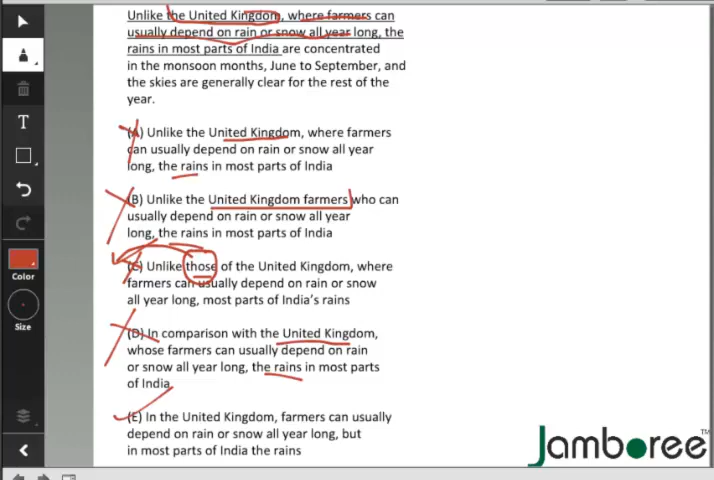 Unlike the United Kingdom, where farmers can
usually depend on rain or snow all year long, the
rains in most parts of India are concentrated
in the monsoon months, June to September, and
the skies are generally clear for the rest of the
year.
(A) Unlike the United Kingdom, where farmers
can usually depend on rain or snow all year
long, the rains in most parts of India
(B) Unlike the United Kingdom farmers who can
usually depend on rain or snow all year
long, the rains in most parts of India
(C) Unlike those of the United Kingdom, where
farmers can usually depend on rain or snow
all year long, most parts of India's rains
(D) In comparison with the United Kingdom,
whose farmers can usually depend on rain
or snow all year long, the rains in most parts
of India,
(E) In the United Kingdom, farmers can usually
depend on rain or snow all year long, but
in most parts of India the rains
T
Color
Size
Jamboree™